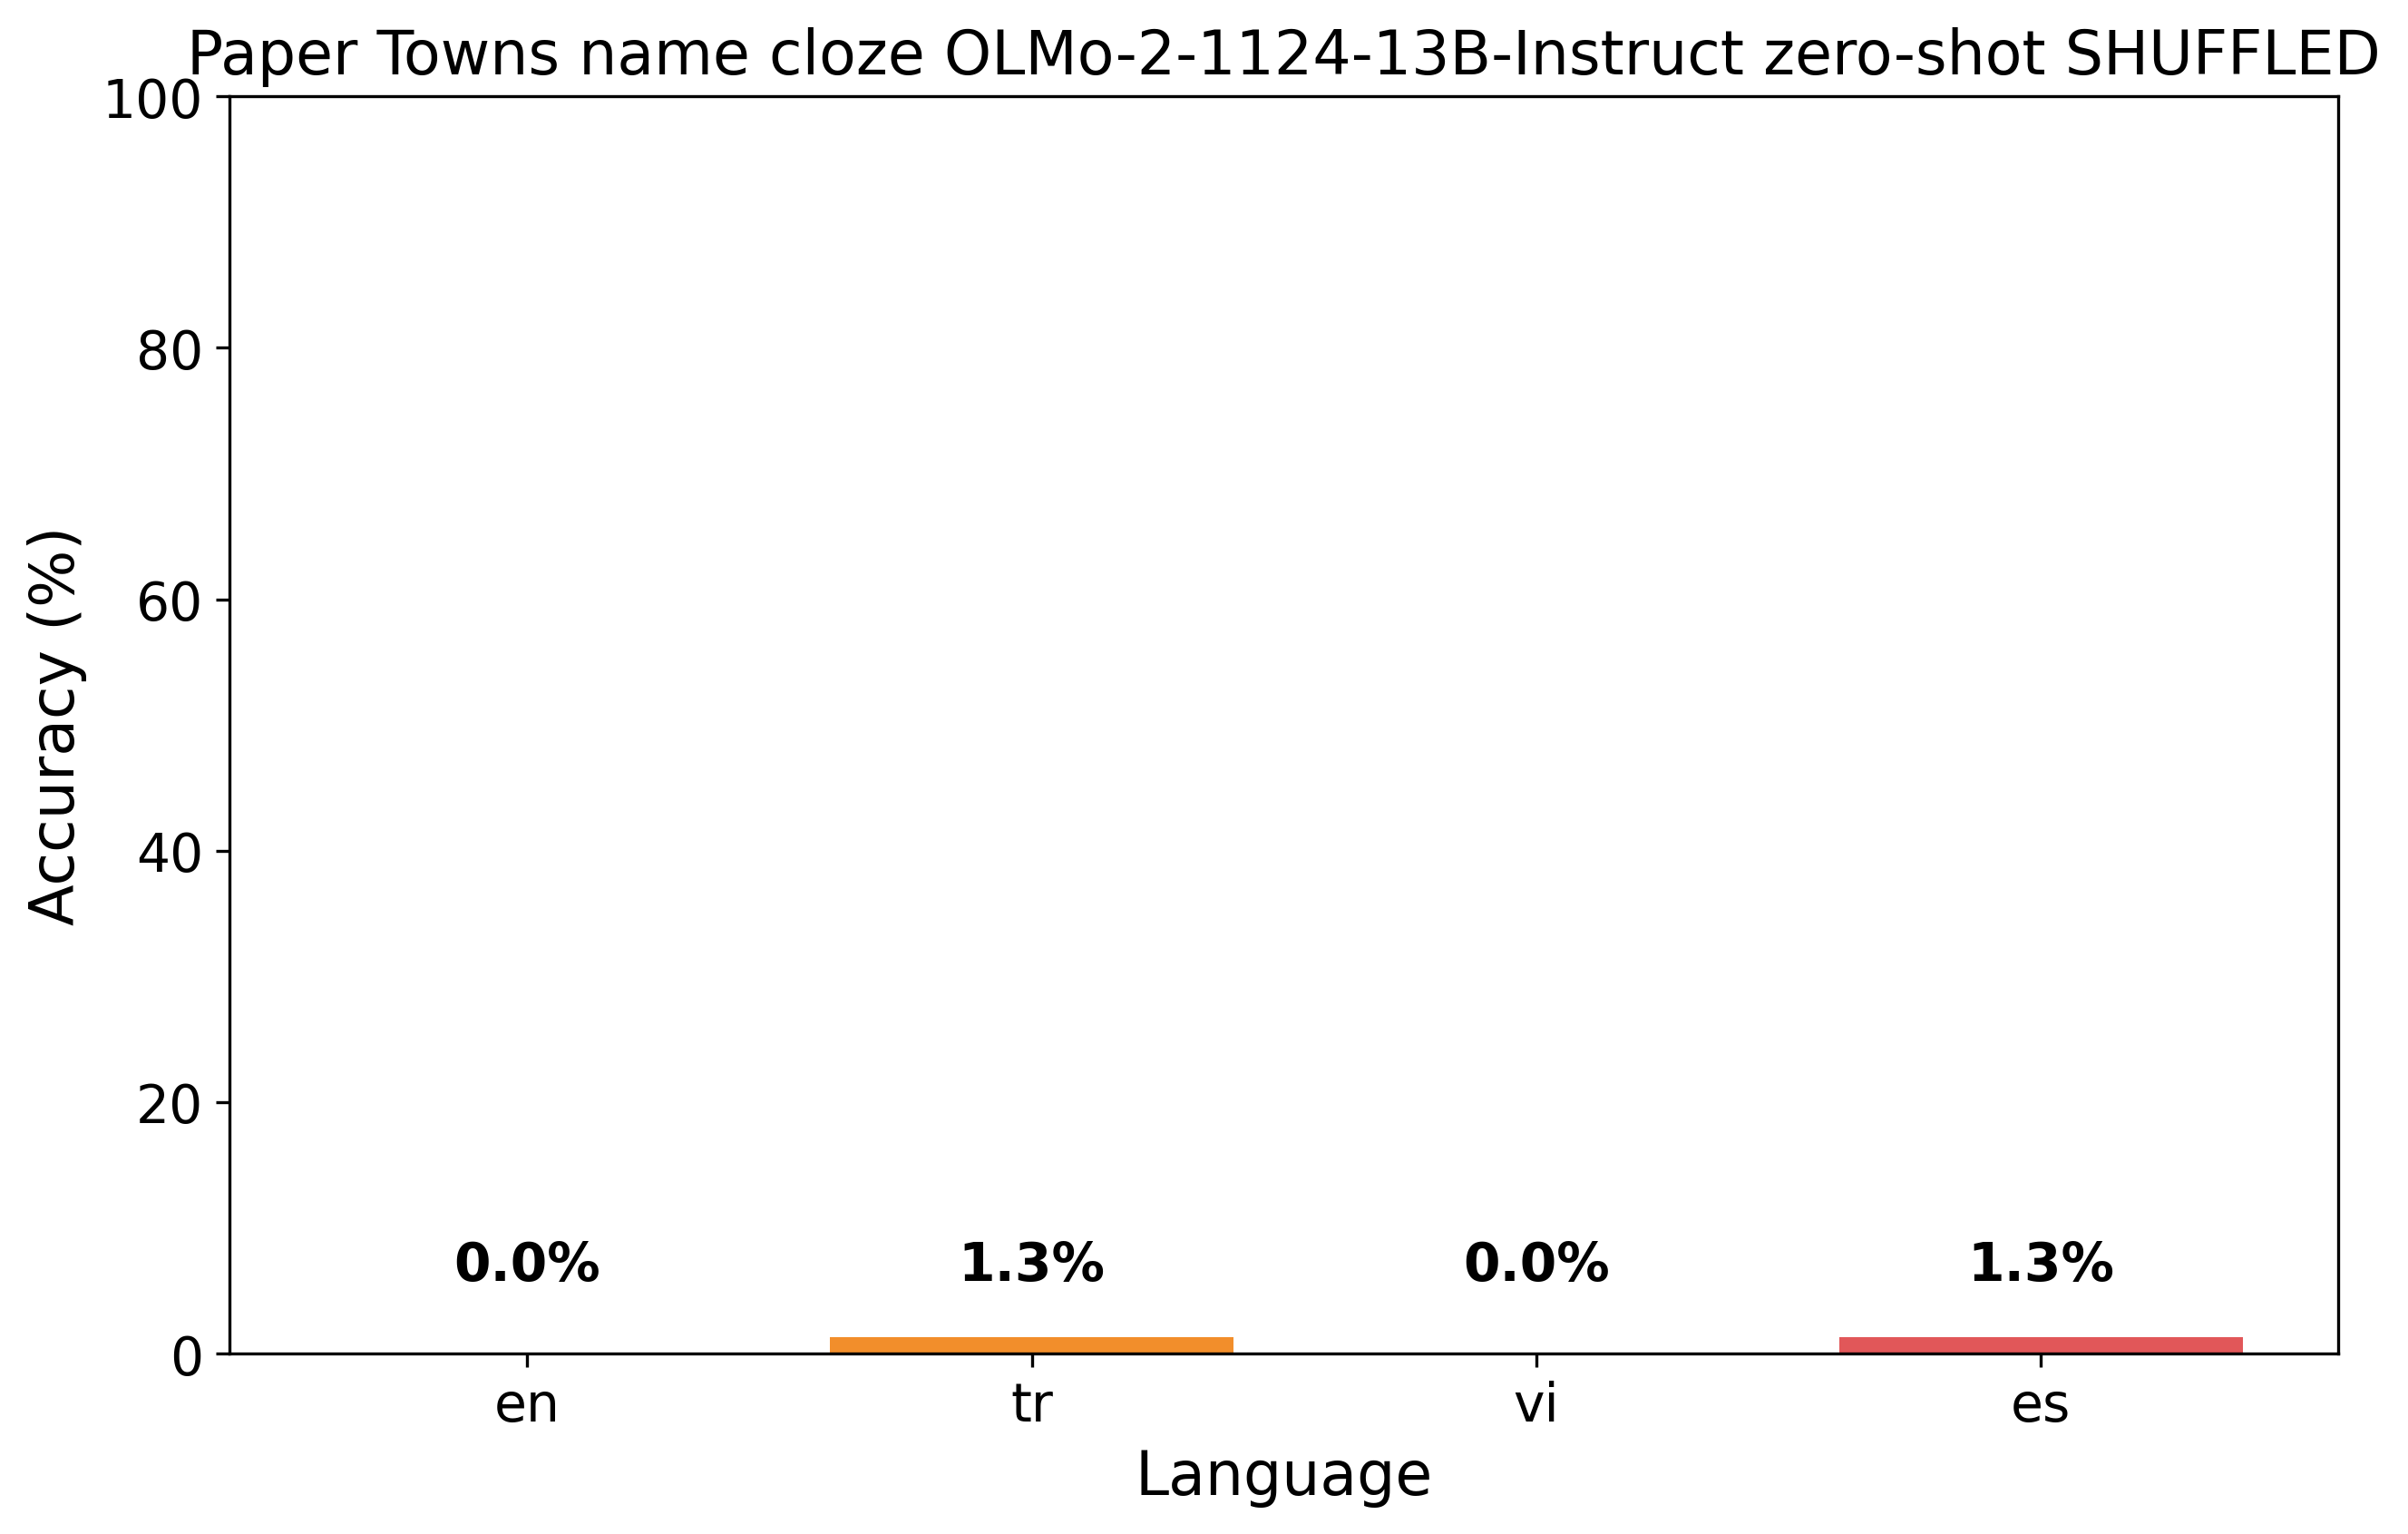 Paper Towns name cloze OLMo-2-1124-13B-Instruct zero-shot SHUFFLED
100
80
60
40
20
0
Accuracy (%)
0.0%
1.3%
0.0%
1.3%
en
tr
vi
es
Language